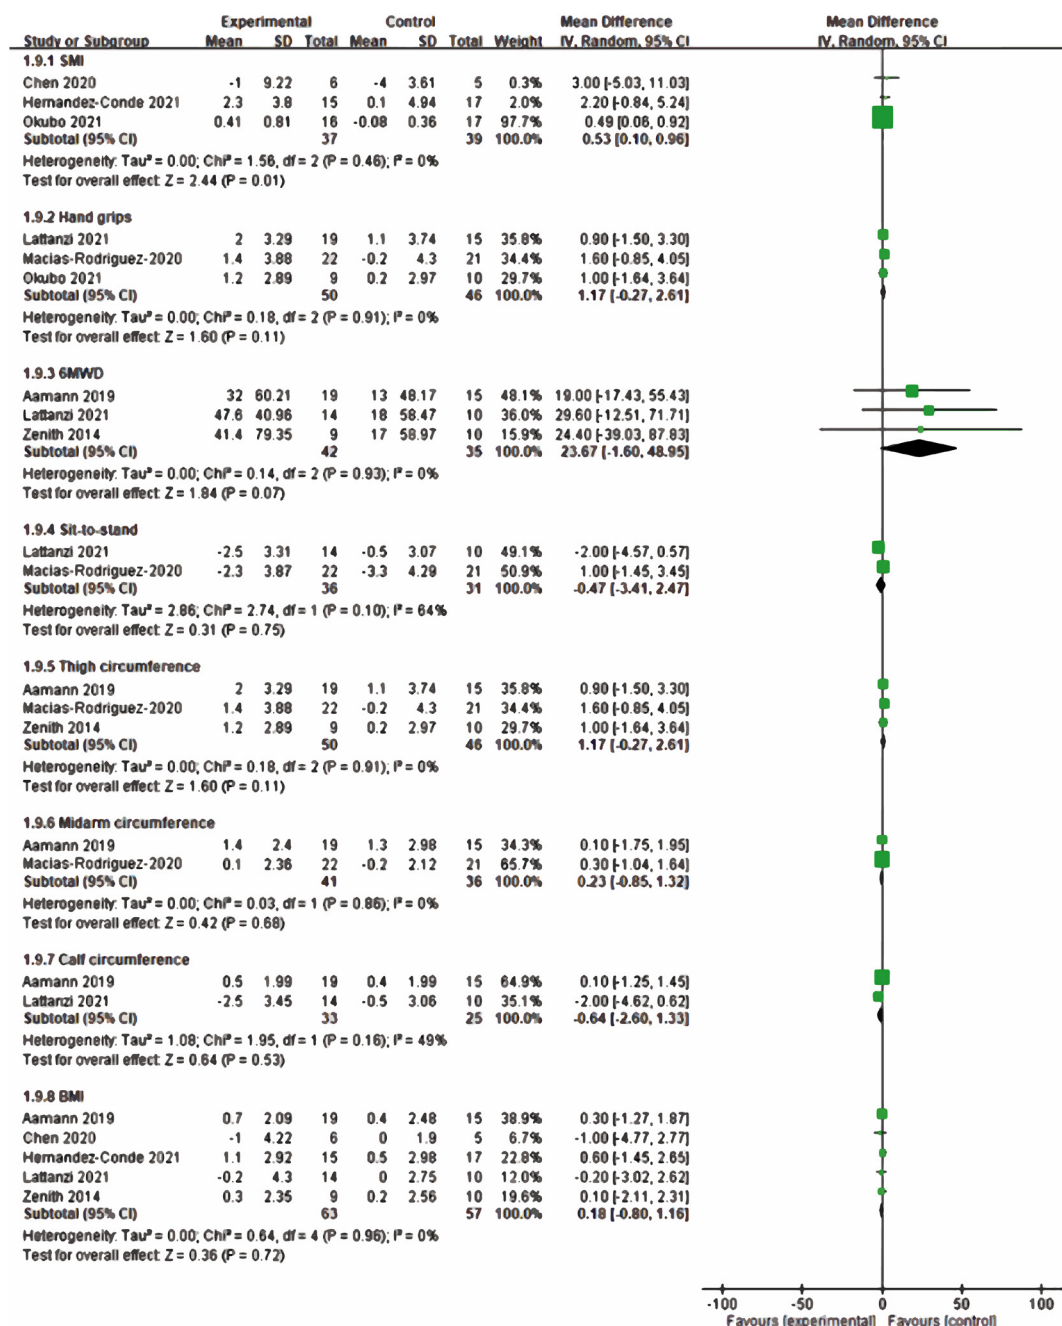 Experimental Control Mean Difference Mean Difference
Study or Subgroup Mean SD Total Mean SD Total Weight IV, Random, 95% CI IV, Random, 95% CI
1.9.1 SMI
Chen 2020 -1 9.22 6 -4 3.61 5 0.3% 3.00 [-5.03, 11.03]
Hernandez-Conde 2021 2.3 3.8 15 0.1 4.94 17 2.0% 2.20 [-0.84, 5.24]
Okubo 2021 0.41 0.81 16 -0.08 0.36 17 97.7% 0.49 [0.06, 0.92]
Subtotal (95% CI) 37 39 100.0% 0.53 [0.10, 0.96]
Heterogeneity: Tau² = 0.00; Chi² = 1.56, df = 2 (P = 0.46); I² = 0%
Test for overall effect: Z = 2.44 (P = 0.01)
1.9.2 Hand grips
Lattanzi 2021 2 3.29 19 1.1 3.74 15 35.8% 0.90 [-1.50, 3.30]
Macias-Rodriguez-2020 1.4 3.88 22 -0.2 4.3 21 34.4% 1.60 [-0.85, 4.05]
Okubo 2021 1.2 2.89 9 0.2 2.97 10 29.7% 1.00 [-1.64, 3.64]
Subtotal (95% CI) 50 46 100.0% 1.17 [-0.27, 2.61]
Heterogeneity: Tau² = 0.00; Chi² = 0.18, df = 2 (P = 0.91); I² = 0%
Test for overall effect: Z = 1.60 (P = 0.11)
1.9.3 6MWD
Aamann 2019 32 60.21 19 13 48.17 15 48.1% 19.00 [-17.43, 55.43]
Lattanzi 2021 47.6 40.96 14 18 58.47 10 36.0% 29.60 [-12.51, 71.71]
Zenith 2014 41.4 79.35 9 17 58.97 10 15.9% 24.40 [-39.03, 87.83]
Subtotal (95% CI) 42 35 100.0% 23.67 [-1.60, 48.95]
Heterogeneity: Tau² = 0.00; Chi² = 0.14, df = 2 (P = 0.93); I² = 0%
Test for overall effect: Z = 1.84 (P = 0.07)
1.9.4 Sit-to-stand
Lattanzi 2021 -2.5 3.31 14 -0.5 3.07 10 49.1% -2.00 [-4.57, 0.57]
Macias-Rodriguez-2020 -2.3 3.87 22 -3.3 4.29 21 50.9% 1.00 [-1.45, 3.45]
Subtotal (95% CI) 36 31 100.0% -0.47 [-3.41, 2.47]
Heterogeneity: Tau² = 2.86; Chi² = 2.74, df = 1 (P = 0.10); I² = 64%
Test for overall effect: Z = 0.31 (P = 0.75)
1.9.5 Thigh circumference
Aamann 2019 2 3.29 19 1.1 3.74 15 35.8% 0.90 [-1.50, 3.30]
Macias-Rodriguez-2020 1.4 3.88 22 -0.2 4.3 21 34.4% 1.60 [-0.85, 4.05]
Zenith 2014 1.2 2.89 9 0.2 2.97 10 29.7% 1.00 [-1.64, 3.64]
Subtotal (95% CI) 50 46 100.0% 1.17 [-0.27, 2.61]
Heterogeneity: Tau² = 0.00; Chi² = 0.18, df = 2 (P = 0.91); I² = 0%
Test for overall effect: Z = 1.60 (P = 0.11)
1.9.6 Midarm circumference
Aamann 2019 1.4 2.4 19 1.3 2.98 15 34.3% 0.10 [-1.75, 1.95]
Macias-Rodriguez-2020 0.1 2.36 22 -0.2 2.12 21 65.7% 0.30 [-1.04, 1.64]
Subtotal (95% CI) 41 36 100.0% 0.23 [-0.85, 1.32]
Heterogeneity: Tau² = 0.00; Chi² = 0.03, df = 1 (P = 0.86); I² = 0%
Test for overall effect: Z = 0.42 (P = 0.68)
1.9.7 Calf circumference
Aamann 2019 0.5 1.99 19 0.4 1.99 15 64.9% 0.10 [-1.25, 1.45]
Lattanzi 2021 -2.5 3.45 14 -0.5 3.06 10 35.1% -2.00 [-4.62, 0.62]
Subtotal (95% CI) 33 25 100.0% -0.64 [-2.60, 1.33]
Heterogeneity: Tau² = 1.08; Chi² = 1.95, df = 1 (P = 0.16); I² = 49%
Test for overall effect: Z = 0.64 (P = 0.53)
1.9.8 BMI
Aamann 2019 0.7 2.09 19 0.4 2.48 15 38.9% 0.30 [-1.27, 1.87]
Chen 2020 -1 4.22 6 0 1.9 5 6.7% -1.00 [-4.77, 2.77]
Hernandez-Conde 2021 1.1 2.92 15 0.5 2.98 17 22.8% 0.60 [-1.45, 2.65]
Lattanzi 2021 -0.2 4.3 14 0 2.75 10 12.0% -0.20 [-3.02, 2.62]
Zenith 2014 0.3 2.35 9 0.2 2.56 10 19.6% 0.10 [-2.11, 2.31]
Subtotal (95% CI) 63 57 100.0% 0.18 [-0.80, 1.16]
Heterogeneity: Tau² = 0.00; Chi² = 0.64, df = 4 (P = 0.96); I² = 0%
Test for overall effect: Z = 0.36 (P = 0.72)
-100 -50 0 50 100
Favours [experimental] Favours [control]